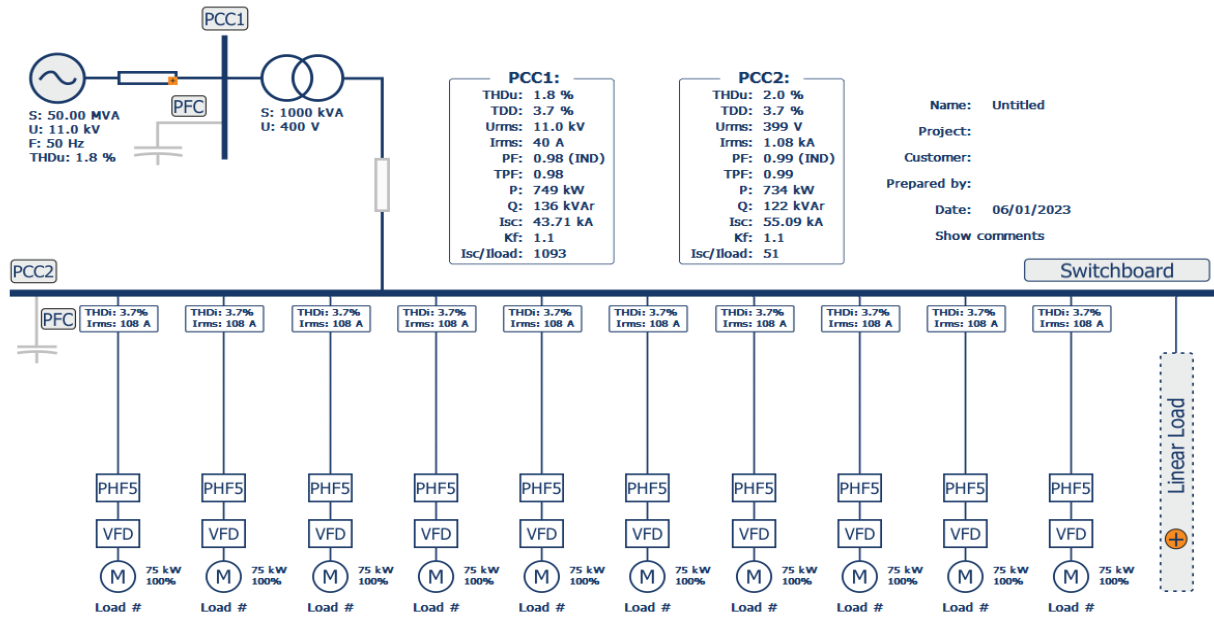 PCC1
PFC
S: 50.00 MVA
U: 11.0 kV
F: 50 Hz
THDu: 1.8 %
S: 1000 kVA
U: 400 V
PCC1:
THDu: 1.8 %
TDD: 3.7 %
Urms: 11.0 kV
Irms: 40 A
PF: 0.98 (IND)
TPF: 0.98
P: 749 kW
Q: 136 kVAr
Isc: 43.71 kA
Kf: 1.1
Isc/Iload: 1093
PCC2:
THDu: 2.0 %
TDD: 3.7 %
Urms: 399 V
Irms: 1.08 kA
PF: 0.99 (IND)
TPF: 0.99
P: 734 kW
Q: 122 kVAr
Isc: 55.09 kA
Kf: 1.1
Isc/Iload: 51
Name: Untitled
Project:
Customer:
Prepared by:
Date: 06/01/2023
Show comments
PCC2
Switchboard
PFC
THDi: 3.7% THDi: 3.7% THDi: 3.7% THDi: 3.7% THDi: 3.7% THDi: 3.7% THDi: 3.7% THDi: 3.7% THDi: 3.7% THDi: 3.7%
Irms: 108 A Irms: 108 A Irms: 108 A Irms: 108 A Irms: 108 A Irms: 108 A Irms: 108 A Irms: 108 A Irms: 108 A Irms: 108 A
Linear Load
PHF5 PHF5 PHF5 PHF5 PHF5 PHF5 PHF5 PHF5 PHF5 PHF5
VFD VFD VFD VFD VFD VFD VFD VFD VFD VFD
M 75 kW M 75 kW M 75 kW M 75 kW M 75 kW M 75 kW M 75 kW M 75 kW M 75 kW M 75 kW
100% 100% 100% 100% 100% 100% 100% 100% 100% 100%
Load # Load # Load # Load # Load # Load # Load # Load # Load # Load #